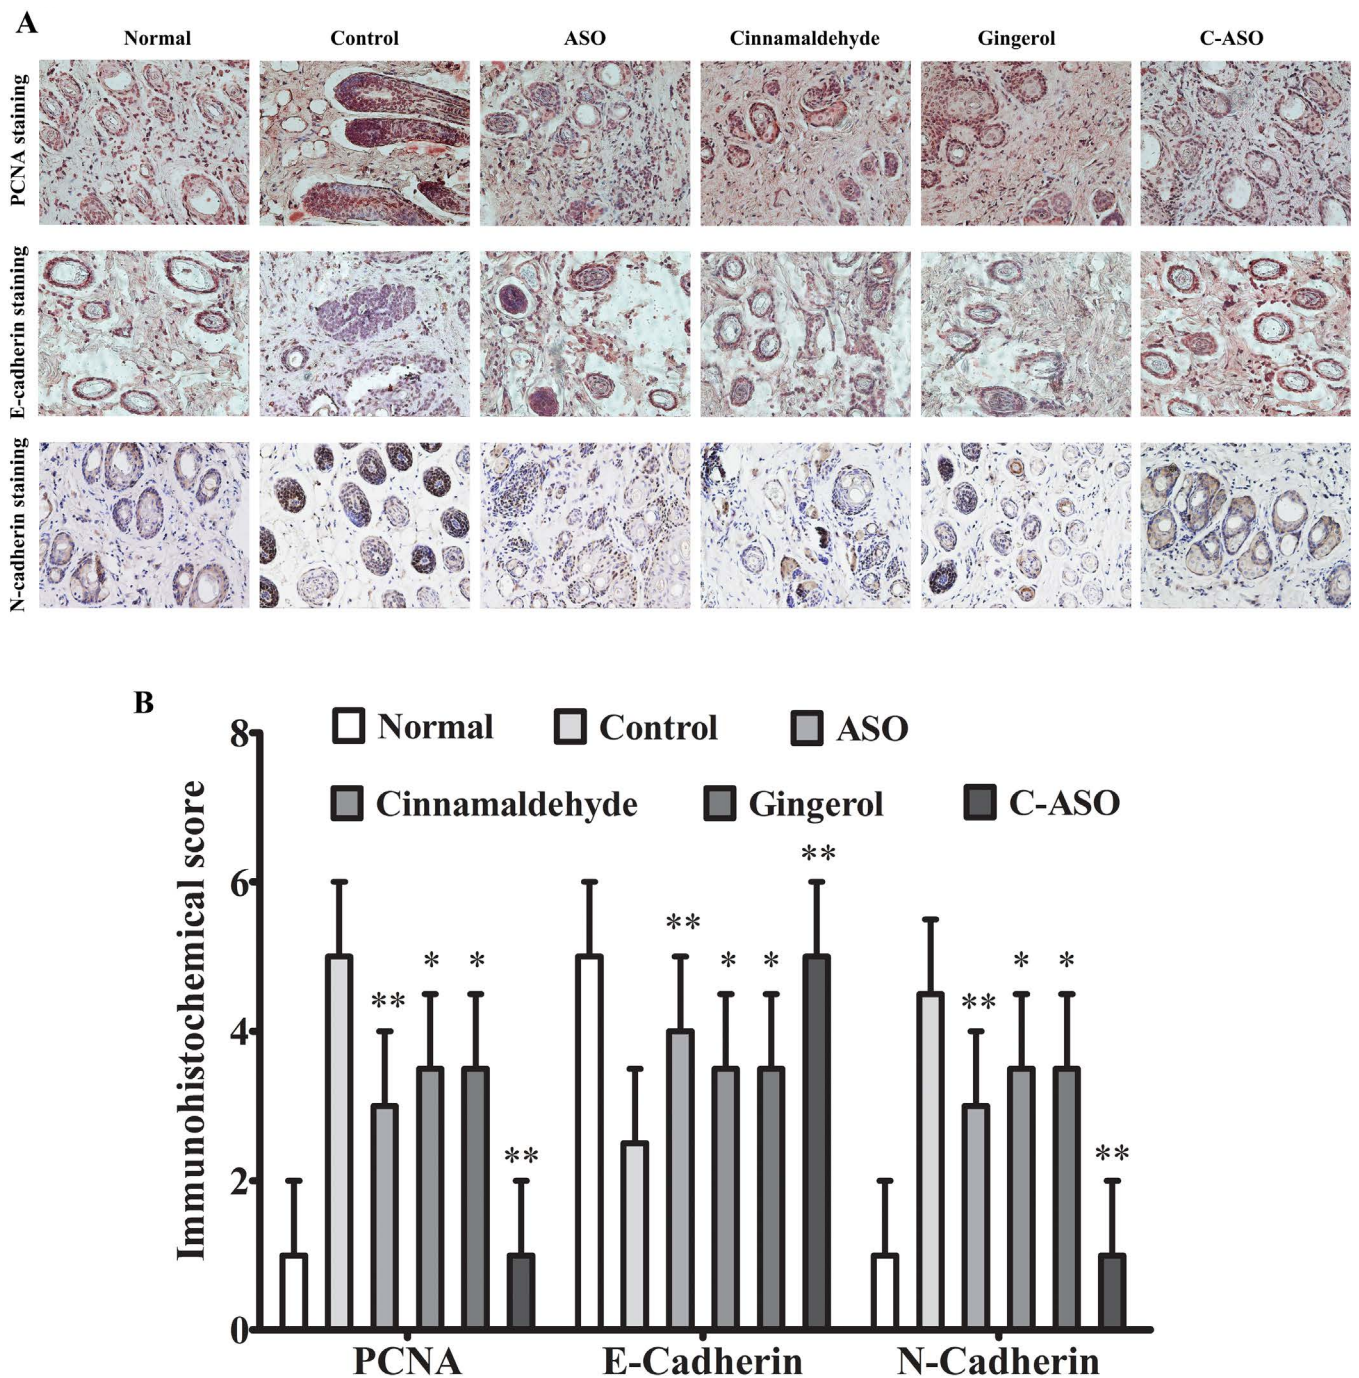 A
Normal Control ASO Cinnamaldehyde Gingerol C-ASO
PCNA staining
E-cadherin staining
N-cadherin staining
B
Normal Control ASO
Cinnamaldehyde Gingerol C-ASO
Immunohistochemical score
8
6
4
2
0
** * * **
** * * **
** * * **
PCNA E-Cadherin N-Cadherin